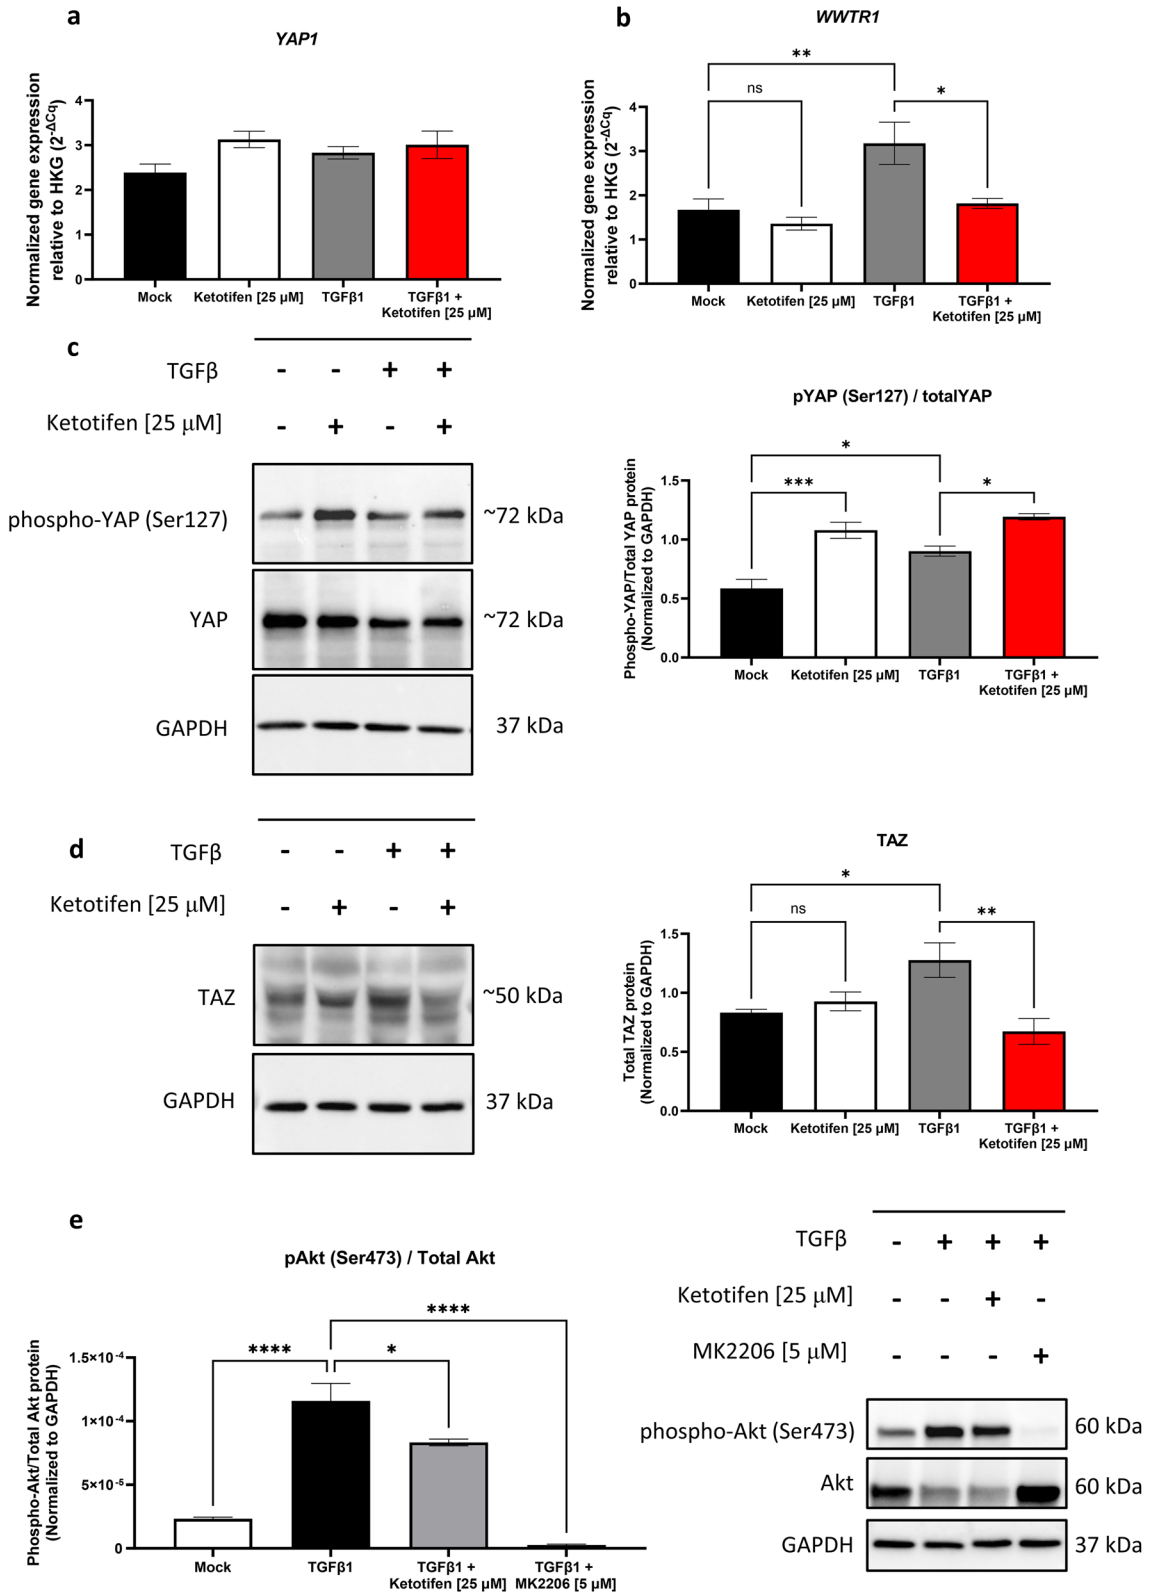 a
YAP1
Normalized gene expression
relative to HKG (2-ΔCq)
4
3
2
1
0
Mock
Ketotifen [25 µM]
TGFβ1
TGFβ1 +
Ketotifen [25 µM]
b
WWTR1
**
ns
*
Normalized gene expression
relative to HKG (2-ΔCq)
4
3
2
1
0
Mock
Ketotifen [25 µM]
TGFβ1
TGFβ1 +
Ketotifen [25 µM]
c
TGFβ - - + +
Ketotifen [25 µM] - + - +
phospho-YAP (Ser127) ~72 kDa
YAP ~72 kDa
GAPDH 37 kDa
pYAP (Ser127) / totalYAP
*
*** *
Phospho-YAP/Total YAP protein
(Normalized to GAPDH)
1.5
1.0
0.5
0.0
Mock
Ketotifen [25 µM]
TGFβ1
TGFβ1 +
Ketotifen [25 µM]
d
TGFβ - - + +
Ketotifen [25 µM] - + - +
TAZ ~50 kDa
GAPDH 37 kDa
TAZ
*
ns **
Total TAZ protein
(Normalized to GAPDH)
1.5
1.0
0.5
0.0
Mock
Ketotifen [25 µM]
TGFβ1
TGFβ1 +
Ketotifen [25 µM]
e
pAkt (Ser473) / Total Akt
****
**** *
Phospho-Akt/Total Akt protein
(Normalized to GAPDH)
1.5×10-4
1×10-4
5×10-5
0
Mock
TGFβ1
TGFβ1 +
Ketotifen [25 µM]
TGFβ1 +
MK2206 [5 µM]
TGFβ - + + +
Ketotifen [25 µM] - - + -
MK2206 [5 µM] - - - +
phospho-Akt (Ser473) 60 kDa
Akt 60 kDa
GAPDH 37 kDa